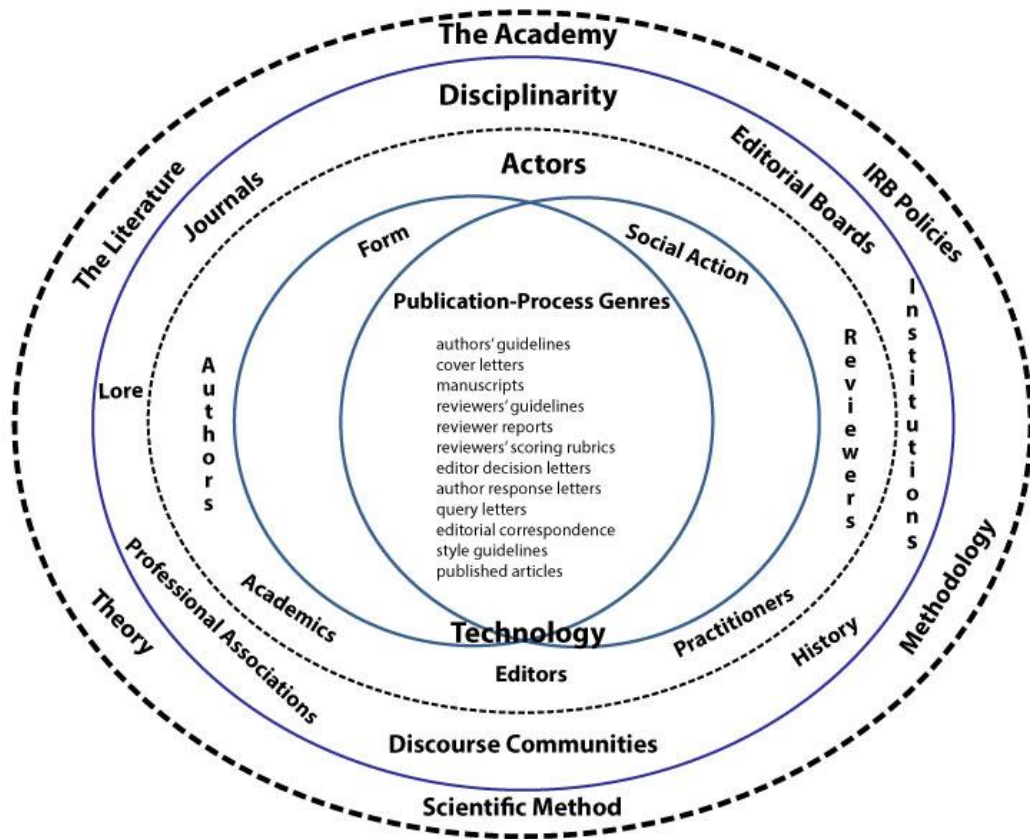 The Academy
Disciplinarity
Actors
The Literature
Journals
Editorial Boards
IRB Policies
Form
Social Action
Publication-Process Genres
authors' guidelines
cover letters
manuscripts
reviewers' guidelines
reviewer reports
reviewers' scoring rubrics
editor decision letters
author response letters
query letters
editorial correspondence
style guidelines
published articles
Lore
Authors
Reviewers
Institutions
Theory
Professional Associations
Academics
Technology
Editors
Practitioners
History
Methodology
Discourse Communities
Scientific Method